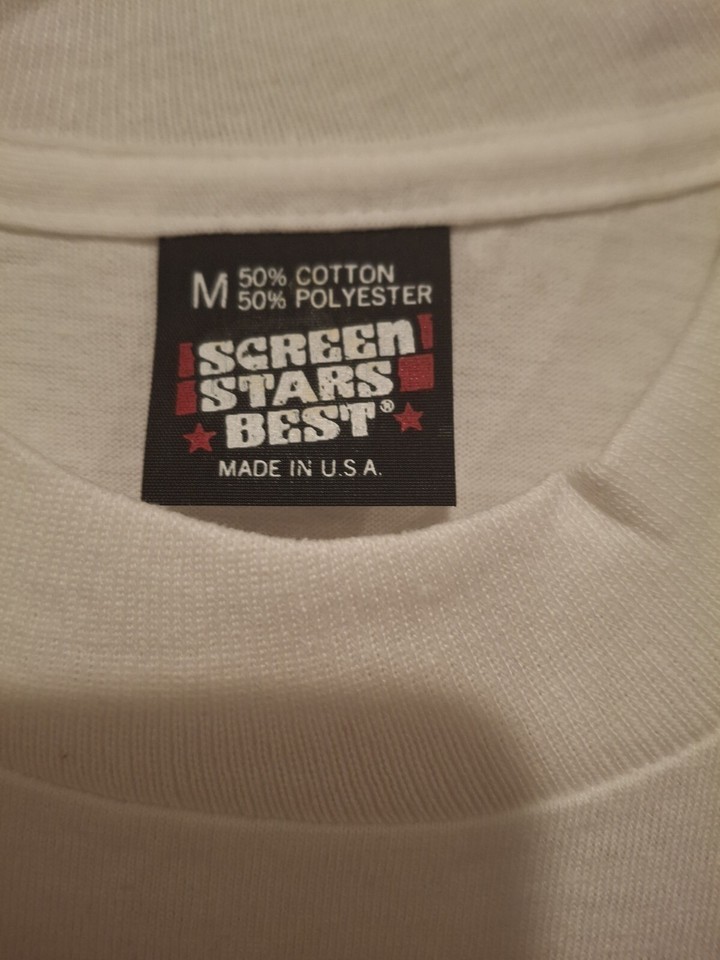 M 50% COTTON
50% POLYESTER
SCREEN
STARS
BEST®
MADE IN U.S.A.